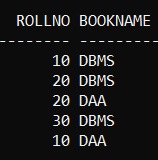 ROLLNO BOOKNAME
-------- ----------
10 DBMS
20 DBMS
20 DAA
30 DBMS
10 DAA